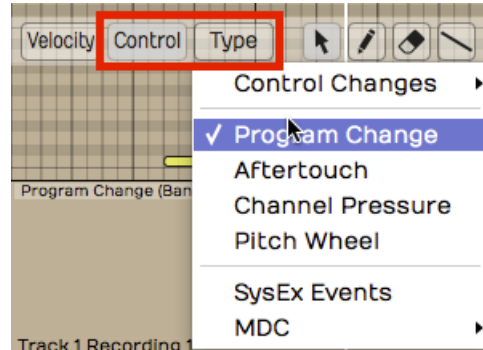 Velocity Control Type
Control Changes
✓ Program Change
Aftertouch
Program Change (Ban
Channel Pressure
Pitch Wheel
SysEx Events
MDC
Track 1 Recording 1